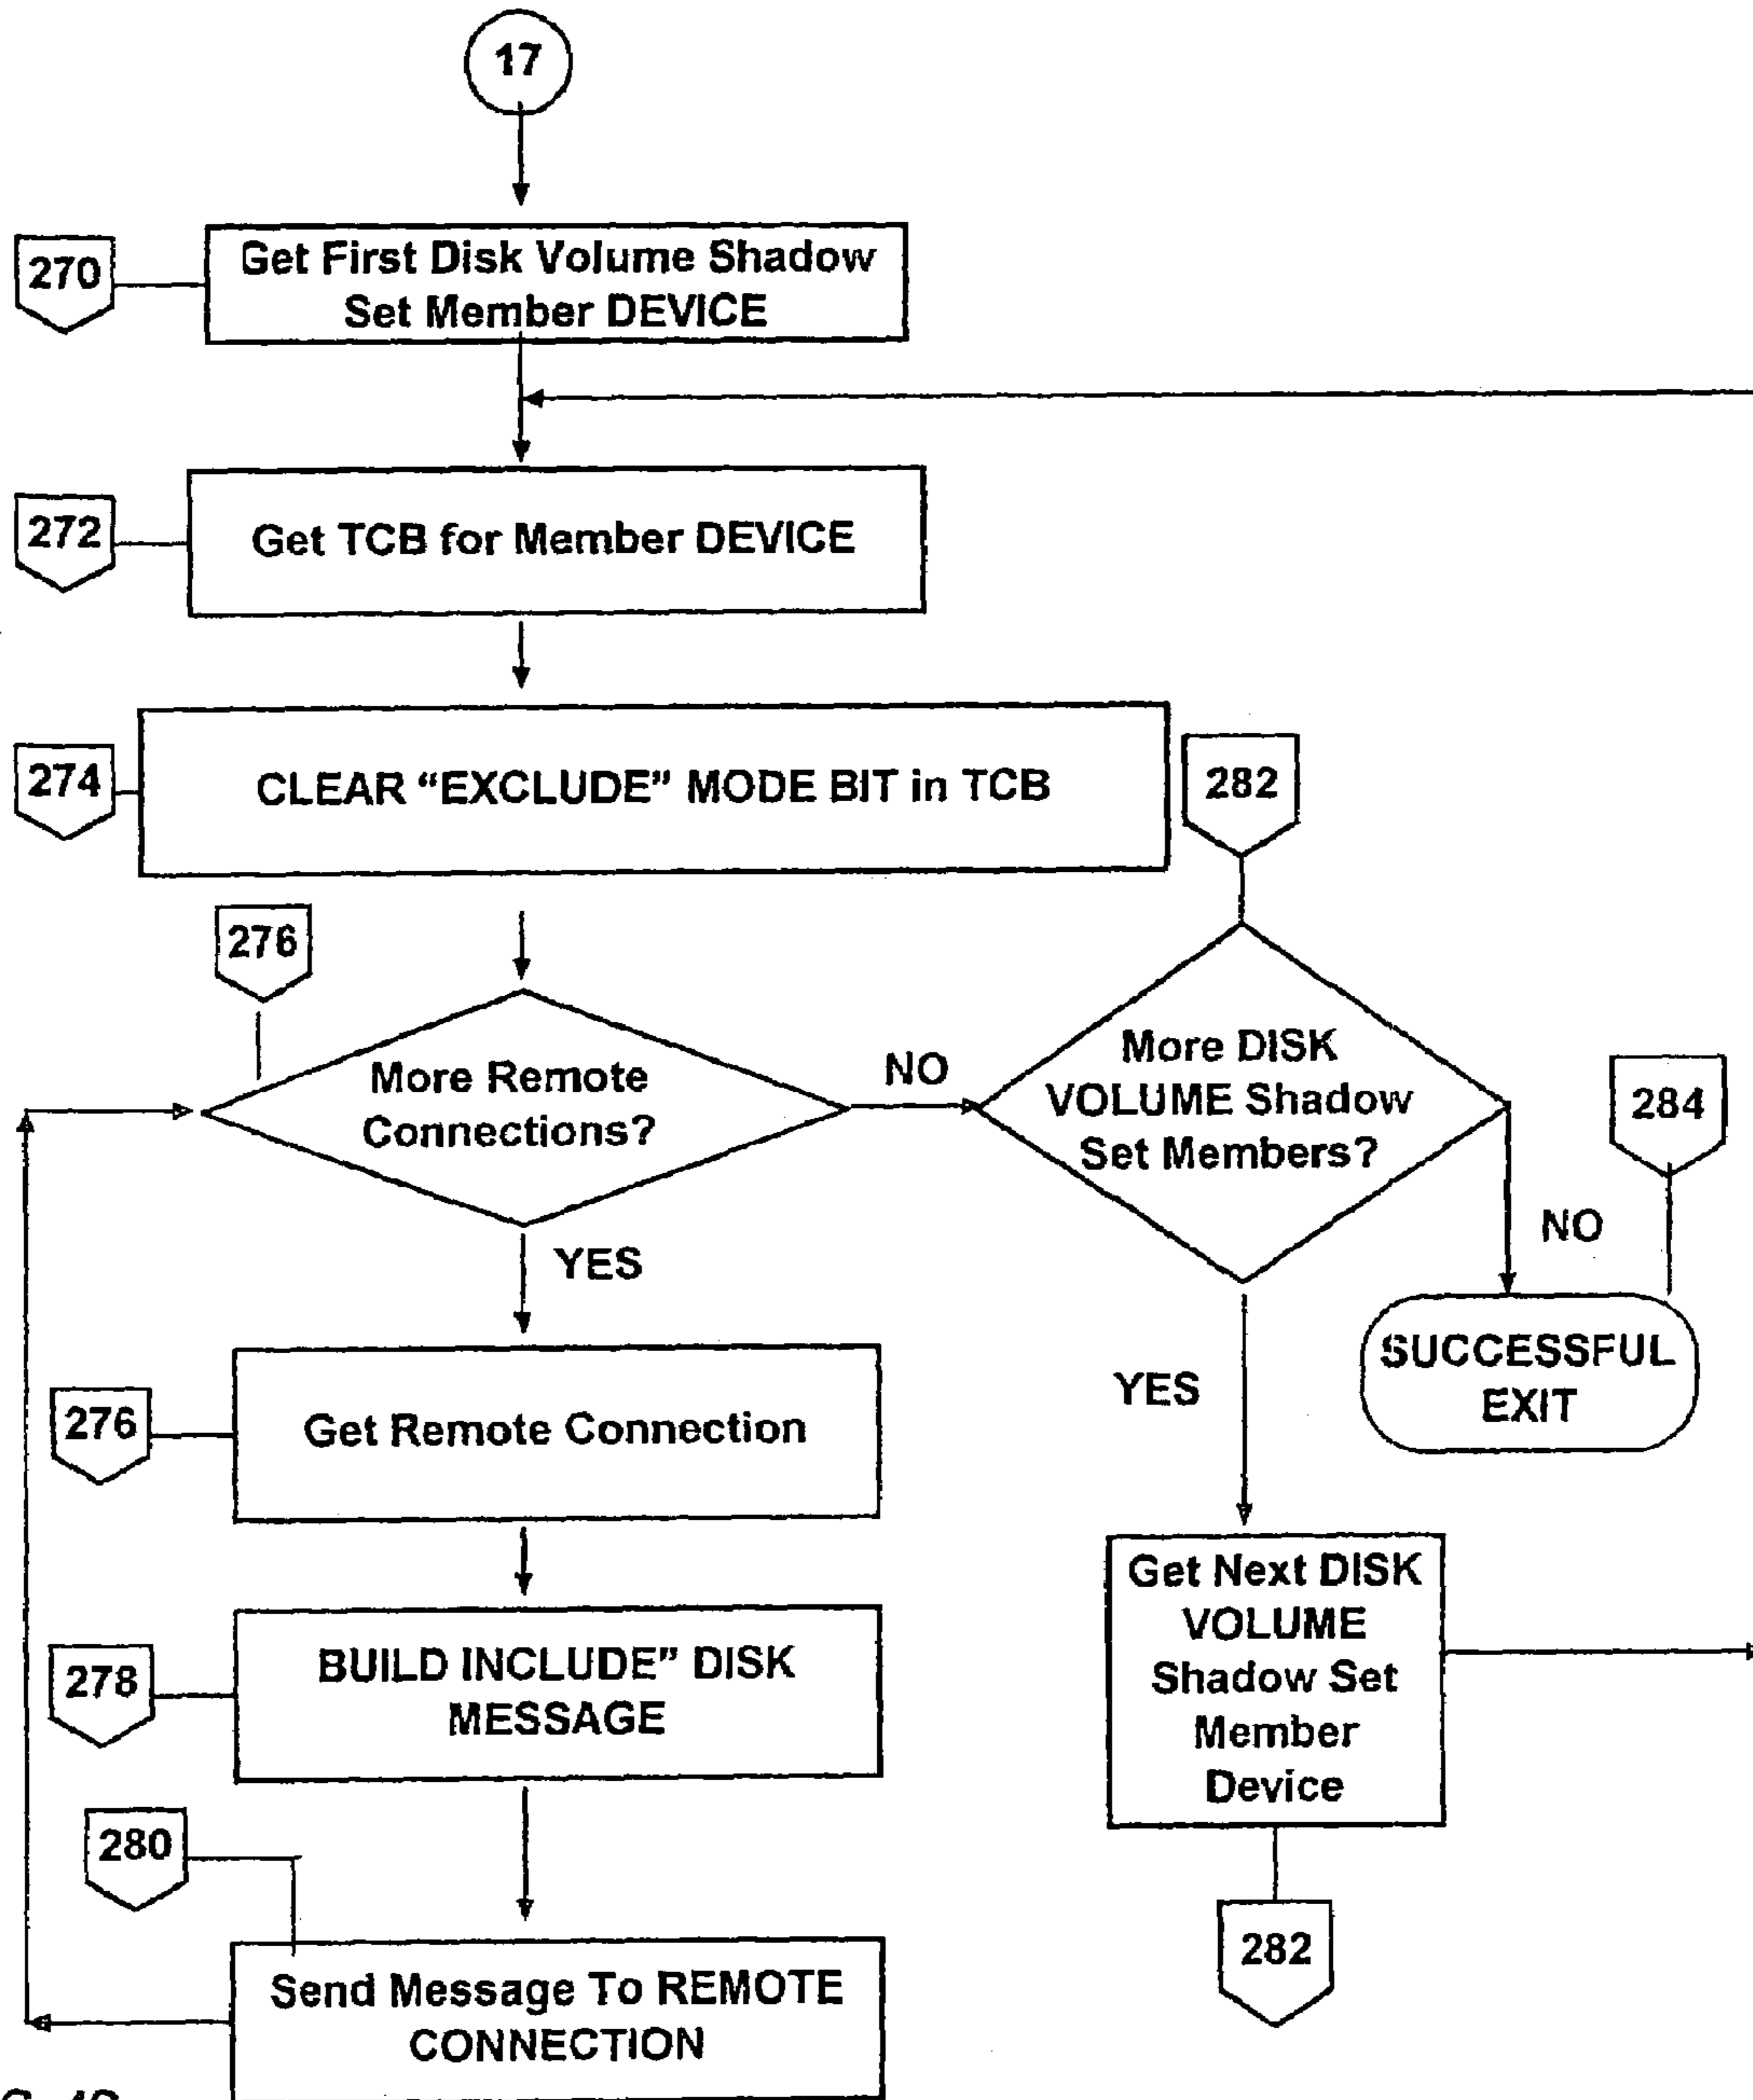 17
270
Get First Disk Volume Shadow
Set Member DEVICE
272
Get TCB for Member DEVICE
274
CLEAR “EXCLUDE” MODE BIT in TCB
282
276
More Remote
Connections?
NO
More DISK
VOLUME Shadow
Set Members?
284
NO
YES
SUCCESSFUL
EXIT
YES
276
Get Remote Connection
Get Next DISK
VOLUME
Shadow Set
Member
Device
278
BUILD INCLUDE” DISK
MESSAGE
280
282
Send Message To REMOTE
CONNECTION